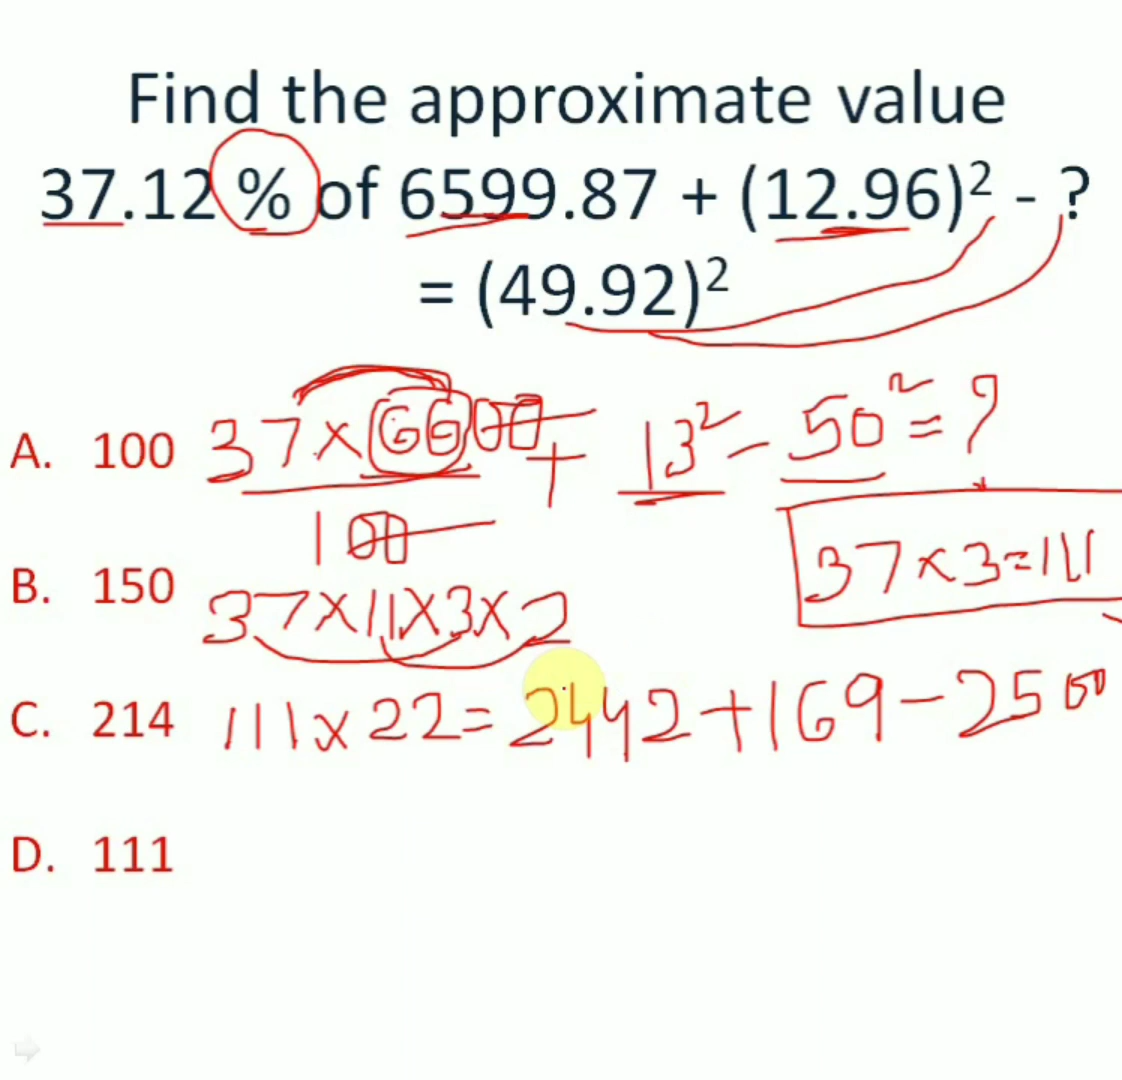 Find the approximate value
37.12 % of 6599.87 + (12.96)² - ?
= (49.92)²
A. 100
37×6600 + 13² - 50² = ?
100
37×3=111
B. 150
37×11×3×2
C. 214
111×22= 2442+169-2500
D. 111